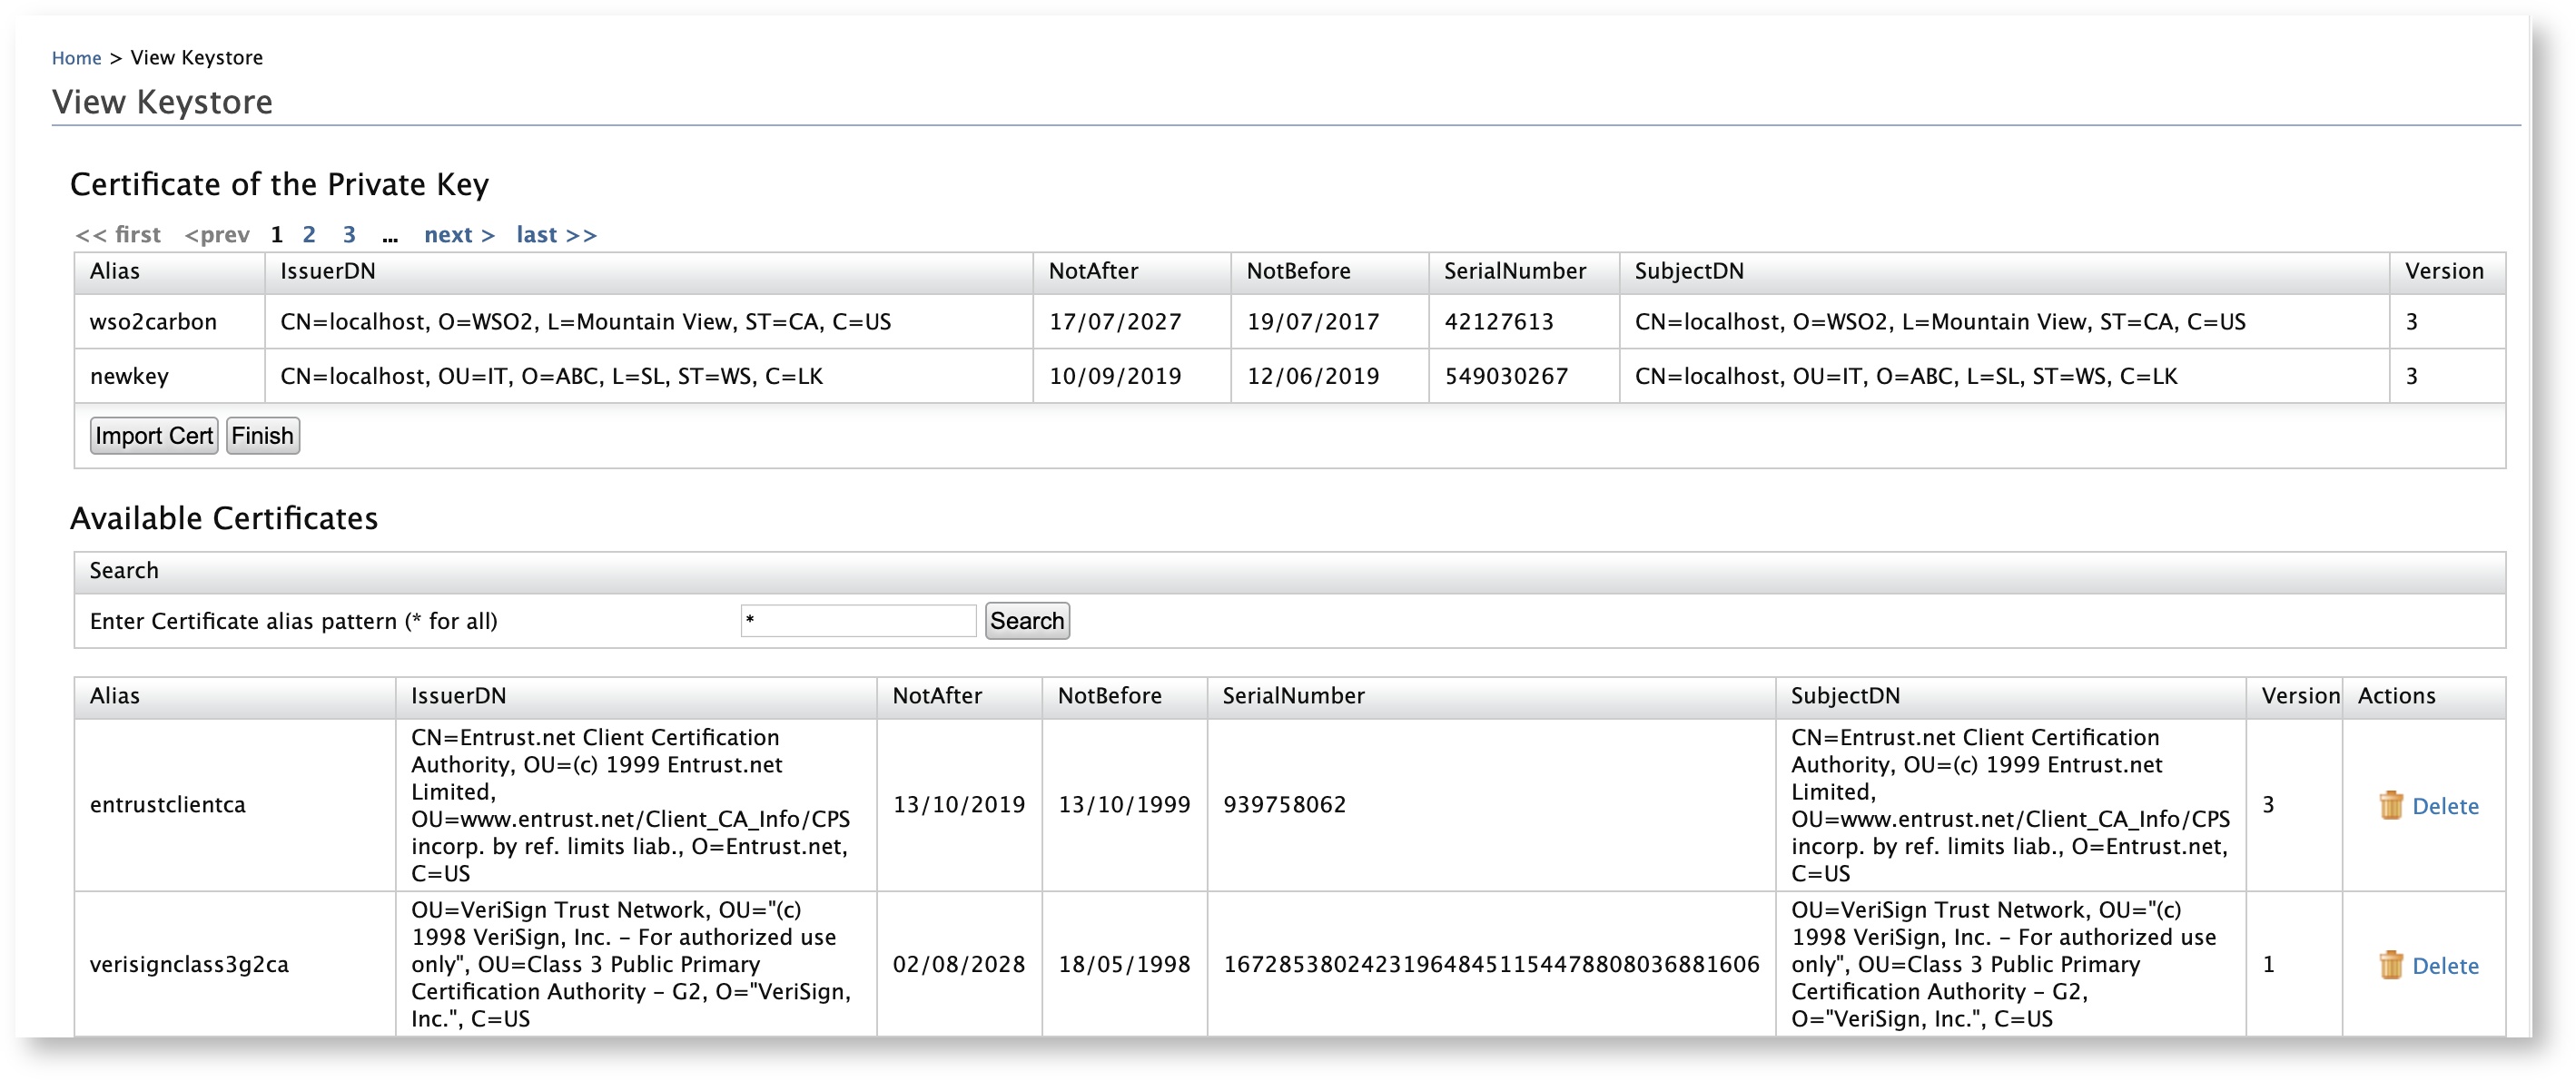 Home > View Keystore
View Keystore
Certificate of the Private Key
<< first <prev 1 2 3 ... next > last >>
Alias IssuerDN NotAfter NotBefore SerialNumber SubjectDN Version
wso2carbon CN=localhost, O=WSO2, L=Mountain View, ST=CA, C=US 17/07/2027 19/07/2017 42127613 CN=localhost, O=WSO2, L=Mountain View, ST=CA, C=US 3
newkey CN=localhost, OU=IT, O=ABC, L=SL, ST=WS, C=LK 10/09/2019 12/06/2019 549030267 CN=localhost, OU=IT, O=ABC, L=SL, ST=WS, C=LK 3
Import Cert Finish
Available Certificates
Search
Enter Certificate alias pattern (* for all) * Search
Alias IssuerDN NotAfter NotBefore SerialNumber SubjectDN Version Actions
entrustclientca
CN=Entrust.net Client Certification
Authority, OU=(c) 1999 Entrust.net
Limited,
OU=www.entrust.net/Client_CA_Info/CPS
incorp. by ref. limits liab., O=Entrust.net,
C=US
13/10/2019 13/10/1999 939758062
CN=Entrust.net Client Certification
Authority, OU=(c) 1999 Entrust.net
Limited,
OU=www.entrust.net/Client_CA_Info/CPS
incorp. by ref. limits liab., O=Entrust.net,
C=US
3 Delete
verisignclass3g2ca
OU=VeriSign Trust Network, OU="(c)
1998 VeriSign, Inc. - For authorized use
only", OU=Class 3 Public Primary
Certification Authority - G2, O="VeriSign,
Inc.", C=US
02/08/2028 18/05/1998 167285380242319648451154478808036881606
OU=VeriSign Trust Network, OU="(c)
1998 VeriSign, Inc. - For authorized use
only", OU=Class 3 Public Primary
Certification Authority - G2,
O="VeriSign, Inc.", C=US
1 Delete